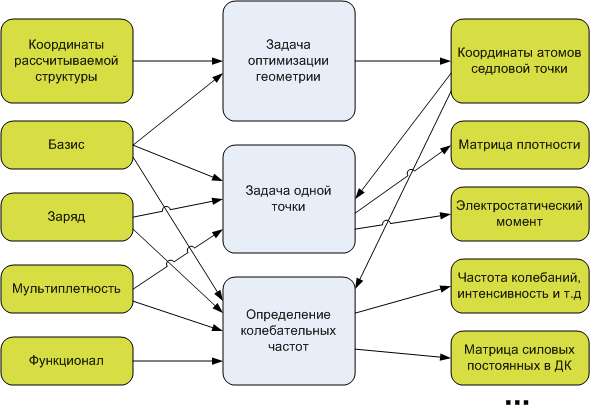 Координаты
рассчитываемой
структуры
Базис
Заряд
Мультиплетность
Функционал
Задача
оптимизации
геометрии
Задача одной
точки
Определение
колебательных
частот
Координаты атомов
седловой точки
Матрица плотности
Электростатический
момент
Частота колебаний,
интенсивность и т.д
Матрица силовых
постоянных в ДК
...